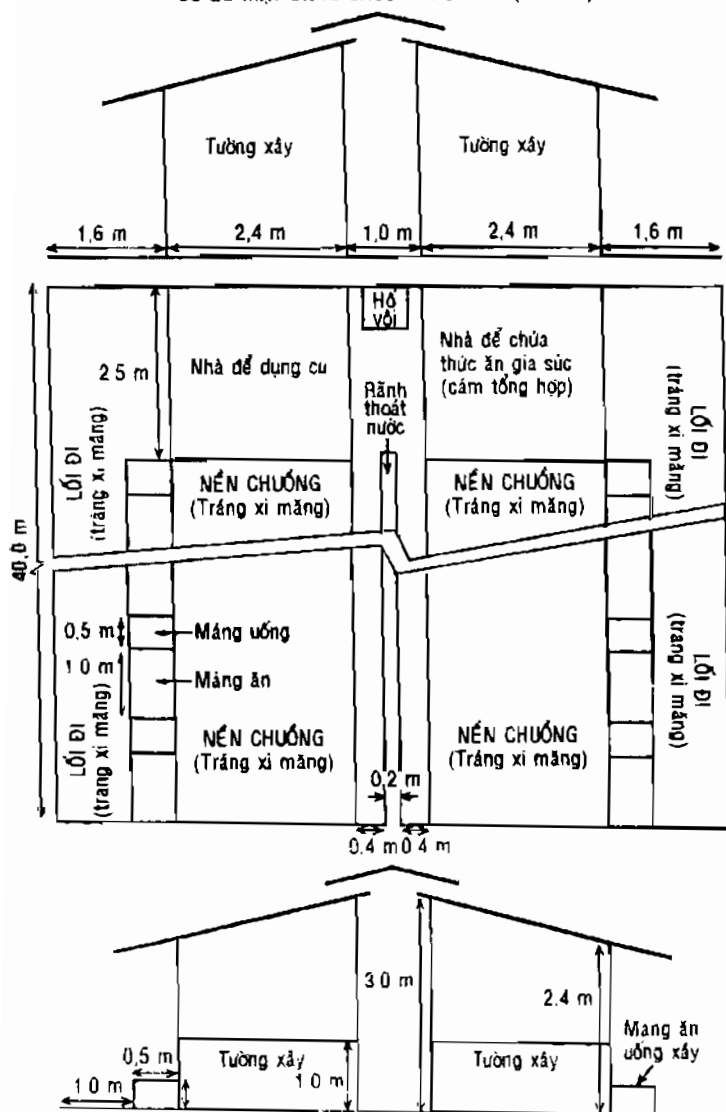 Tường xây
Tường xây
1,6 m
2,4 m
1,0 m
2,4 m
1,6 m
Hố
vôi
Nhà để chứa
thức ăn gia súc
(cám tổng hợp)
2 5 m
Nhà để dụng cu
Rãnh
thoát
nước
LỐI ĐI
(tráng xi măng)
LỐI ĐI
(tráng xi măng)
NỀN CHUỒNG
(Tráng xi măng)
NỀN CHUỒNG
(Tráng xi măng)
40,0 m
0,5 m
Máng uống
1 0 m
Máng ăn
LỐI ĐI
(trang xi măng)
LỐI ĐI
(trang xi măng)
NỀN CHUỒNG
(Tráng xi măng)
NỀN CHUỒNG
(Tráng xi măng)
0,2 m
0.4 m
0 4 m
3 0 m
2.4 m
Mang ăn
uống xây
0,5 m
Tường xây
1 0 m
Tường xây
1 0 m